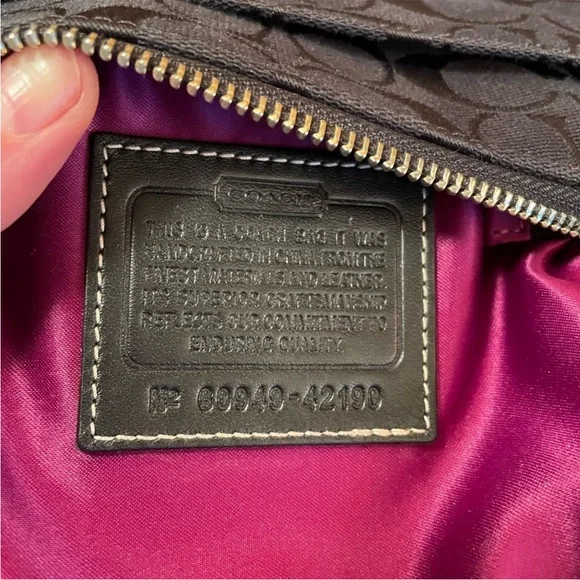 COACH
THIS IS A COACH BAG. IT WAS
HANDCRAFTED IN CHINA FROM THE
FINEST MATERIALS AND LEATHER.
ITS SUPERIOR CRAFTSMANSHIP
REFLECTS OUR COMMITMENT TO
ENDURING QUALITY.
Nº 60949-42190